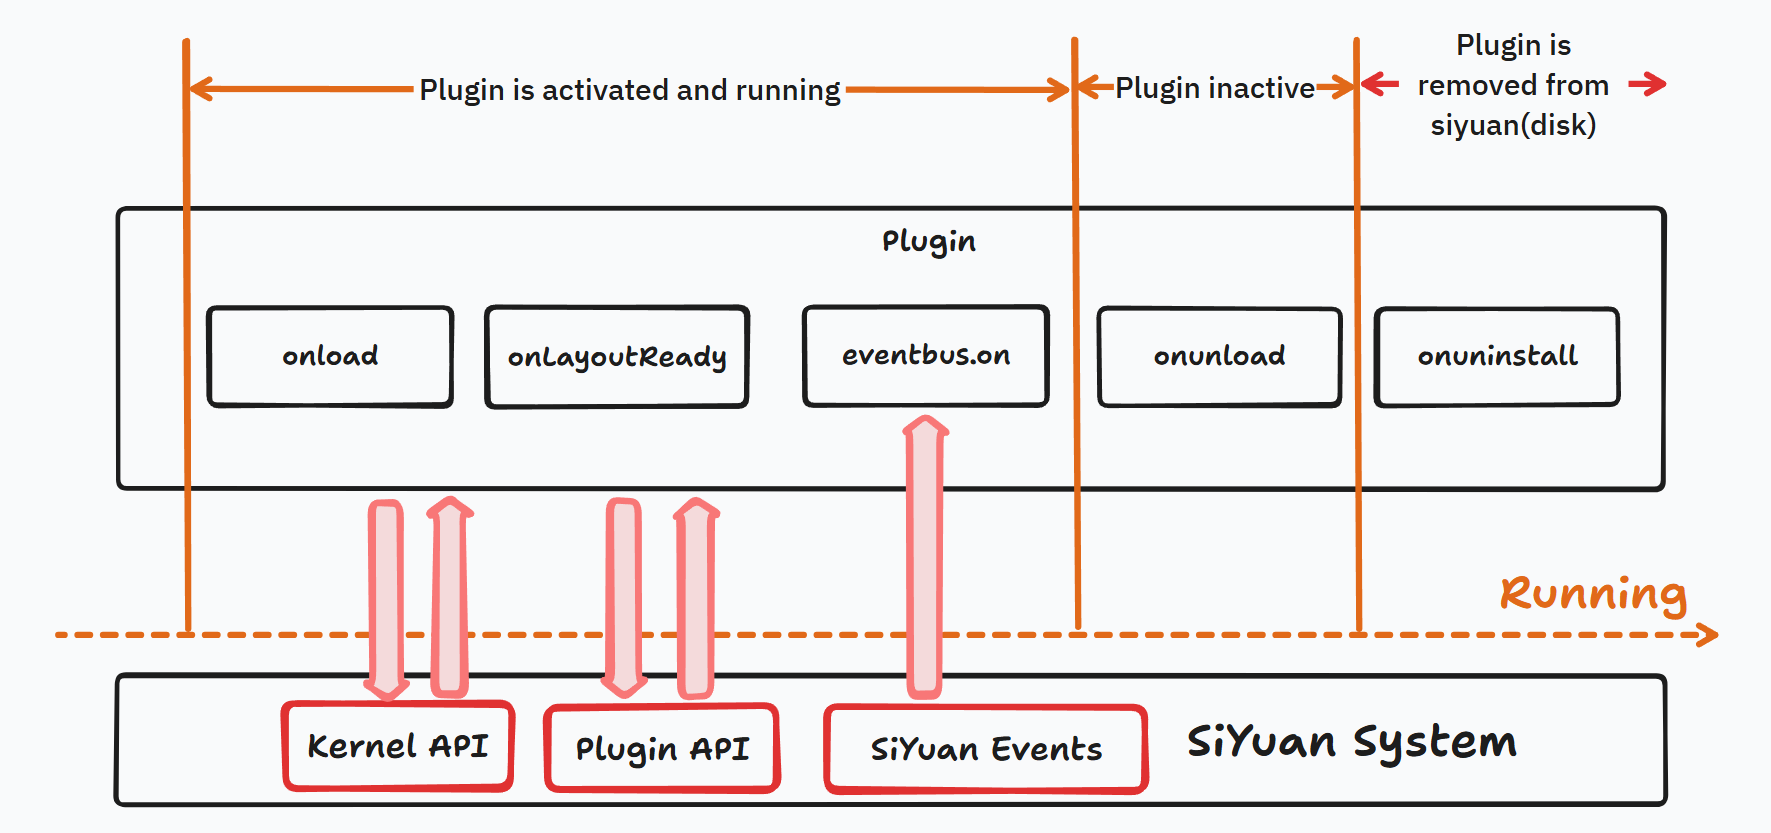 Plugin is activated and running
Plugin inactive
Plugin is
removed from
siyuan(disk)
Plugin
onload
onLayoutReady
eventbus.on
onunload
onuninstall
Running
Kernel API
Plugin API
SiYuan Events
SiYuan System